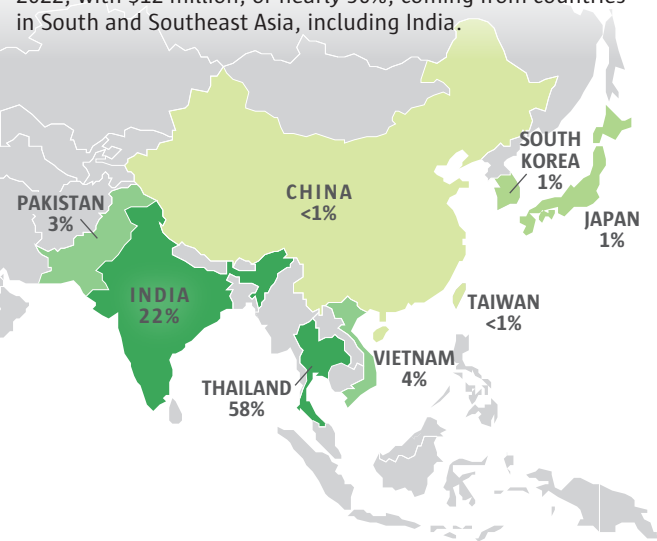 in South and Southeast Asia, including India.
SOUTH
KOREA
1%
CHINA
<1%
PAKISTAN
3%
JAPAN
1%
INDIA
22%
TAIWAN
<1%
VIETNAM
4%
THAILAND
58%